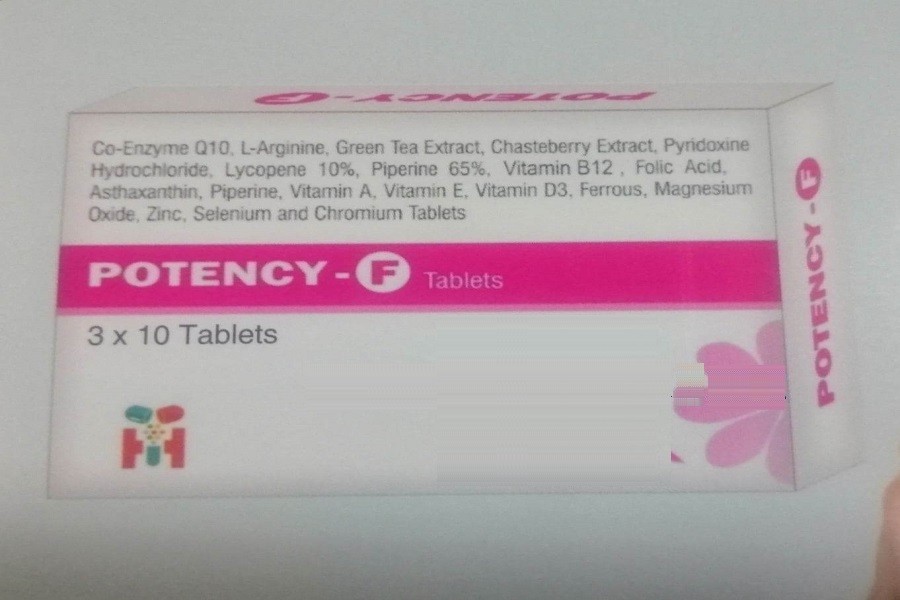 POTENCY-F
Co-Enzyme Q10, L-Arginine, Green Tea Extract, Chasteberry Extract, Pyridoxine
Hydrochloride, Lycopene 10%, Piperine 65%, Vitamin B12 , Folic Acid,
Asthaxanthin, Piperine, Vitamin A, Vitamin E, Vitamin D3, Ferrous, Magnesium
Oxide, Zinc, Selenium and Chromium Tablets
POTENCY-F Tablets
3 x 10 Tablets
POTENCY-F